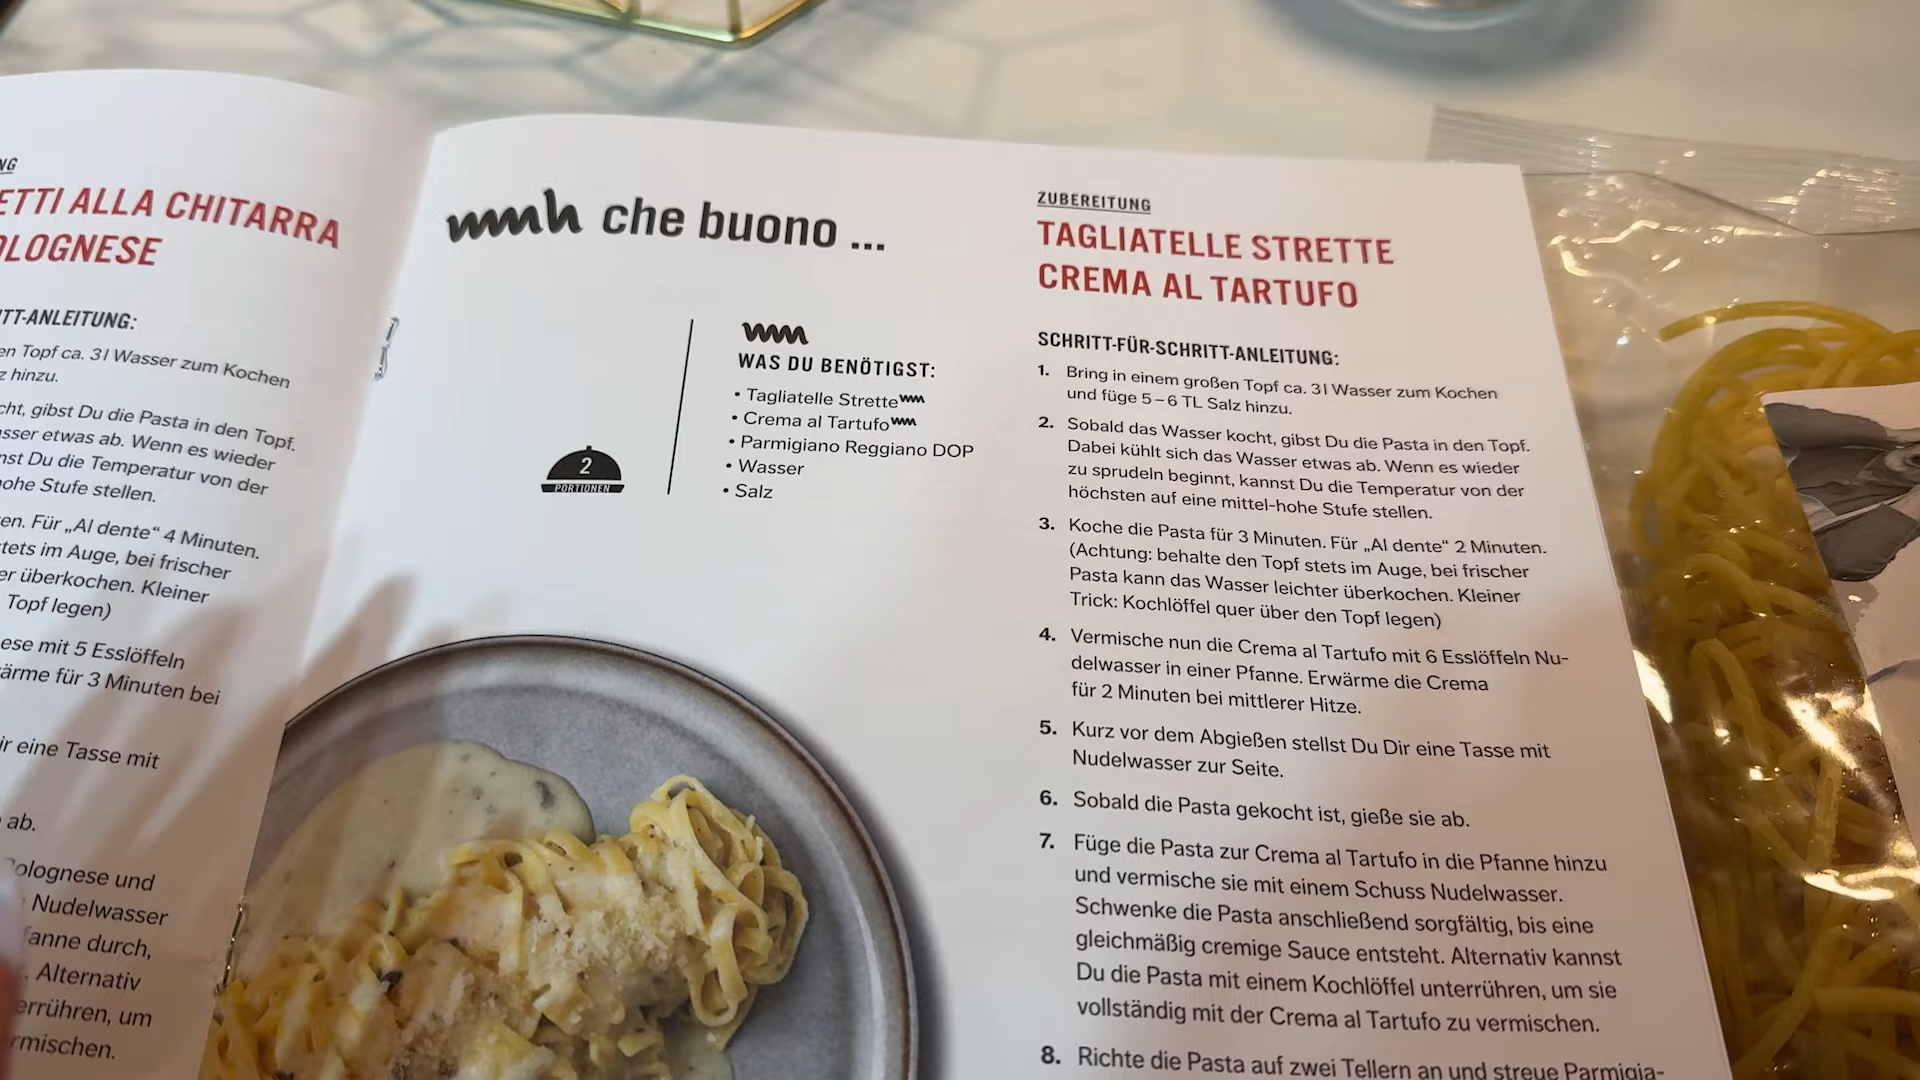 NG
ETTI ALLA CHITARRA
OLOGNESE
ITT-ANLEITUNG:
en Topf ca. 3 l Wasser zum Kochen
z hinzu.
cht, gibst Du die Pasta in den Topf.
asser etwas ab. Wenn es wieder
nst Du die Temperatur von der
ohe Stufe stellen.
en. Für „Al dente“ 4 Minuten.
tets im Auge, bei frischer
er überkochen. Kleiner
Topf legen)
ese mit 5 Esslöffeln
ärme für 3 Minuten bei
ir eine Tasse mit
ab.
Bolognese und
Nudelwasser
fanne durch,
. Alternativ
errühren, um
rmischen.
mmh che buono ...
2
PORTIONEN
WAS DU BENÖTIGST:
• Tagliatelle Strette
• Crema al Tartufo
• Parmigiano Reggiano DOP
• Wasser
• Salz
ZUBEREITUNG
TAGLIATELLE STRETTE
CREMA AL TARTUFO
SCHRITT-FÜR-SCHRITT-ANLEITUNG:
1. Bring in einem großen Topf ca. 3 l Wasser zum Kochen
und füge 5 – 6 TL Salz hinzu.
2. Sobald das Wasser kocht, gibst Du die Pasta in den Topf.
Dabei kühlt sich das Wasser etwas ab. Wenn es wieder
zu sprudeln beginnt, kannst Du die Temperatur von der
höchsten auf eine mittel-hohe Stufe stellen.
3. Koche die Pasta für 3 Minuten. Für „Al dente“ 2 Minuten.
(Achtung: behalte den Topf stets im Auge, bei frischer
Pasta kann das Wasser leichter überkochen. Kleiner
Trick: Kochlöffel quer über den Topf legen)
4. Vermische nun die Crema al Tartufo mit 6 Esslöffeln Nu-
delwasser in einer Pfanne. Erwärme die Crema
für 2 Minuten bei mittlerer Hitze.
5. Kurz vor dem Abgießen stellst Du Dir eine Tasse mit
Nudelwasser zur Seite.
6. Sobald die Pasta gekocht ist, gieße sie ab.
7. Füge die Pasta zur Crema al Tartufo in die Pfanne hinzu
und vermische sie mit einem Schuss Nudelwasser.
Schwenke die Pasta anschließend sorgfältig, bis eine
gleichmäßig cremige Sauce entsteht. Alternativ kannst
Du die Pasta mit einem Kochlöffel unterrühren, um sie
vollständig mit der Crema al Tartufo zu vermischen.
8. Richte die Pasta auf zwei Tellern an und streue Parmigia-